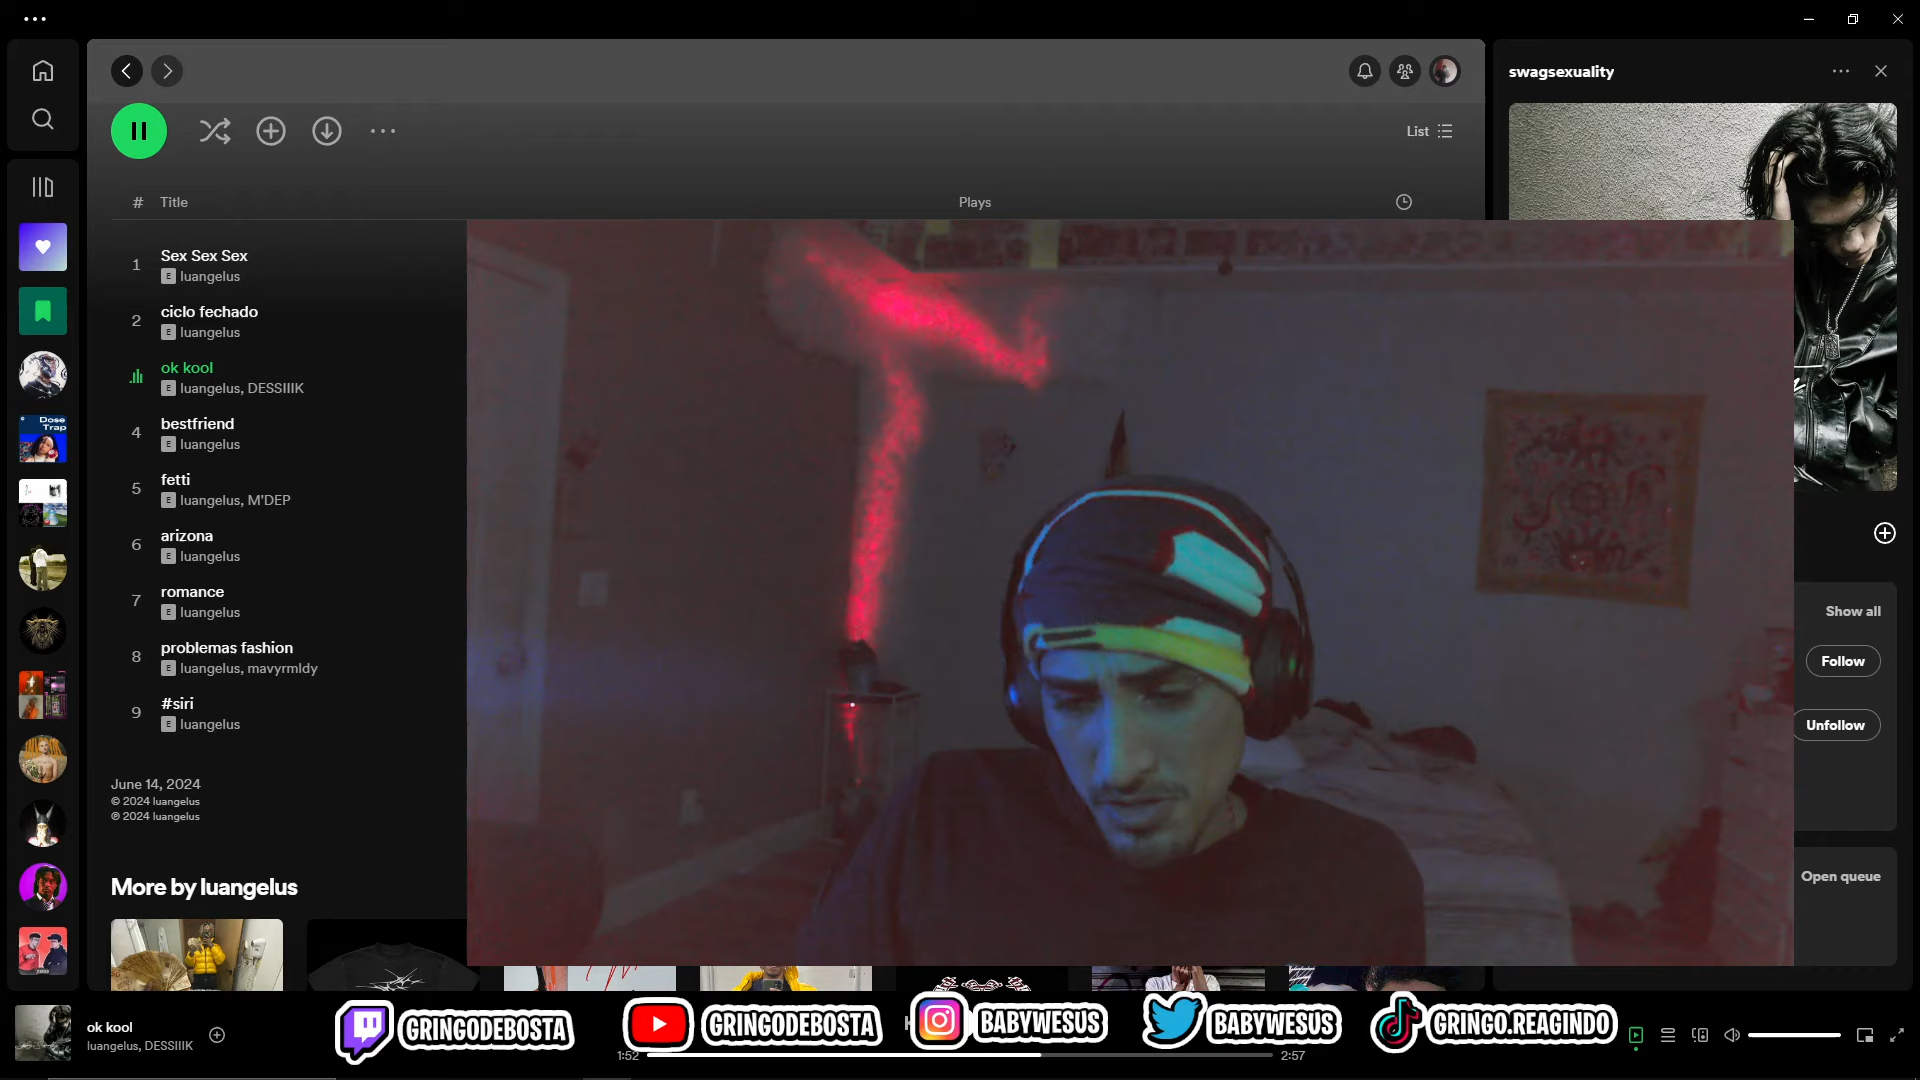 swagsexuality
List
# Title Plays
1 Sex Sex Sex
E luangelus
2 ciclo fechado
E luangelus
ok kool
E luangelus, DESSIIIK
4 bestfriend
E luangelus
5 fetti
E luangelus, M'DEP
6 arizona
E luangelus
7 romance
E luangelus
8 problemas fashion
E luangelus, mavyrmldy
9 #siri
E luangelus
June 14, 2024
© 2024 luangelus
℗ 2024 luangelus
More by luangelus
Dose
Trap
Show all
Follow
Unfollow
Open queue
ok kool
luangelus, DESSIIIK
GRINGODEBOSTA
GRINGODEBOSTA
BABYWESUS
BABYWESUS
GRINGO.REAGINDO
1:52
2:57